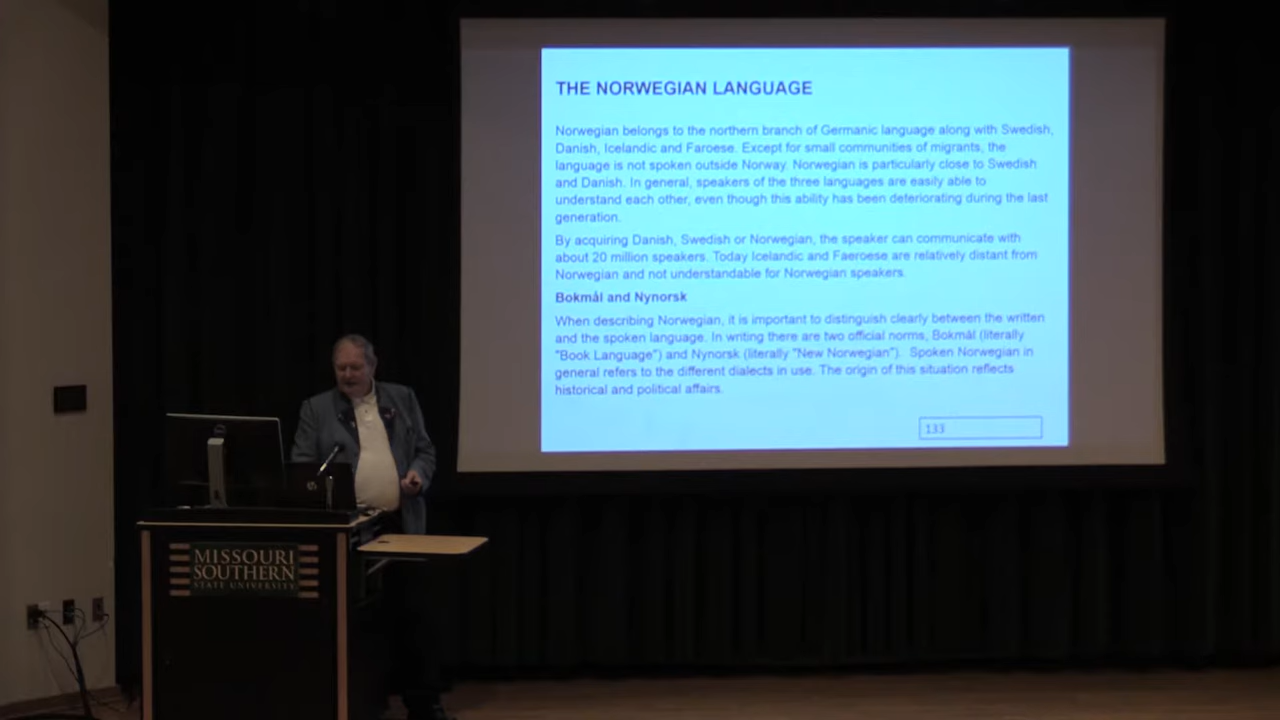 THE NORWEGIAN LANGUAGE
Norwegian belongs to the northern branch of Germanic language along with Swedish,
Danish, Icelandic and Faroese. Except for small communities of migrants, the
language is not spoken outside Norway. Norwegian is particularly close to Swedish
and Danish. In general, speakers of the three languages are easily able to
understand each other, even though this ability has been deteriorating during the last
generation.
By acquiring Danish, Swedish or Norwegian, the speaker can communicate with
about 20 million speakers. Today Icelandic and Faeroese are relatively distant from
Norwegian and not understandable for Norwegian speakers.
Bokmål and Nynorsk
When describing Norwegian, it is important to distinguish clearly between the written
and the spoken language. In writing there are two official norms, Bokmål (literally
"Book Language") and Nynorsk (literally "New Norwegian"). Spoken Norwegian in
general refers to the different dialects in use. The origin of this situation reflects
historical and political affairs.
133
MISSOURI
SOUTHERN
STATE UNIVERSITY